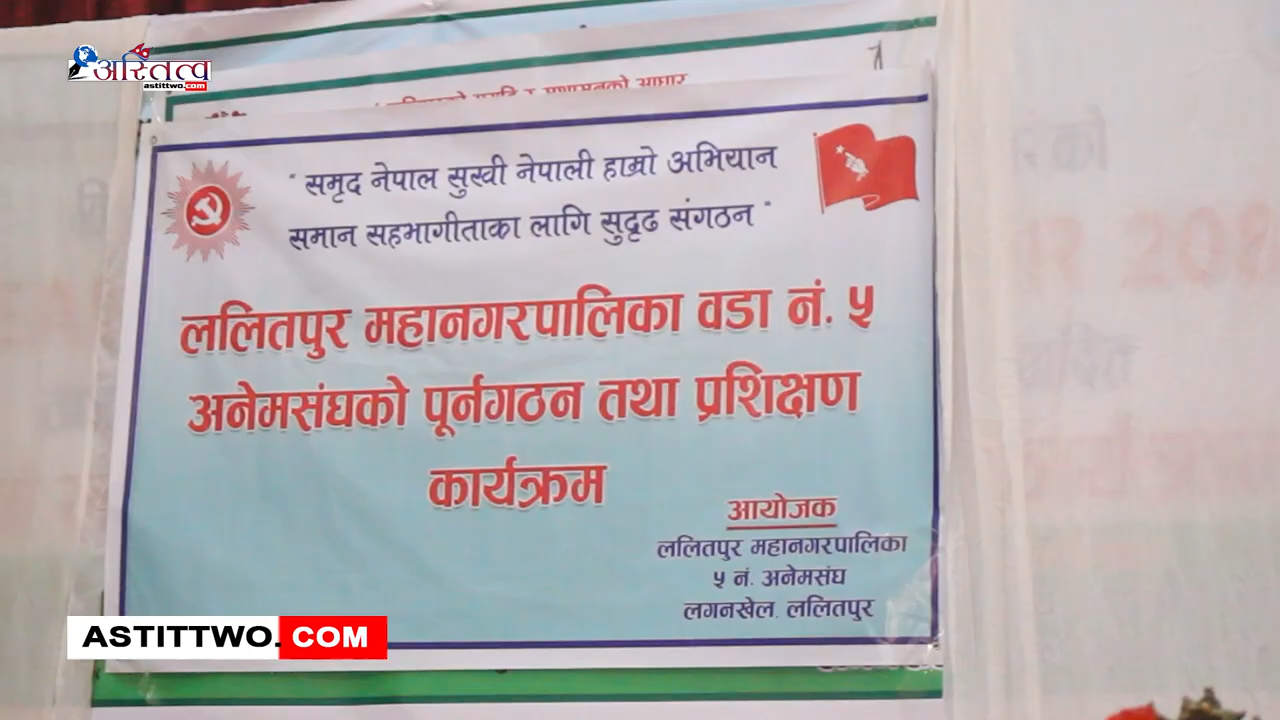 अस्तित्व
astittwo.com
" समृद नेपाल सुखी नेपाली हाम्रो अभियान
समान सहभागीताका लागि सुदृढ संगठन "
ललितपुर महानगरपालिका वडा नं. ५
अनेमसंघको पूर्नगठन तथा प्रशिक्षण
कार्यक्रम
आयोजक
ललितपुर महानगरपालिका
५ नं. अनेमसंघ
लगनखेल, ललितपुर
ASTITTWO. COM